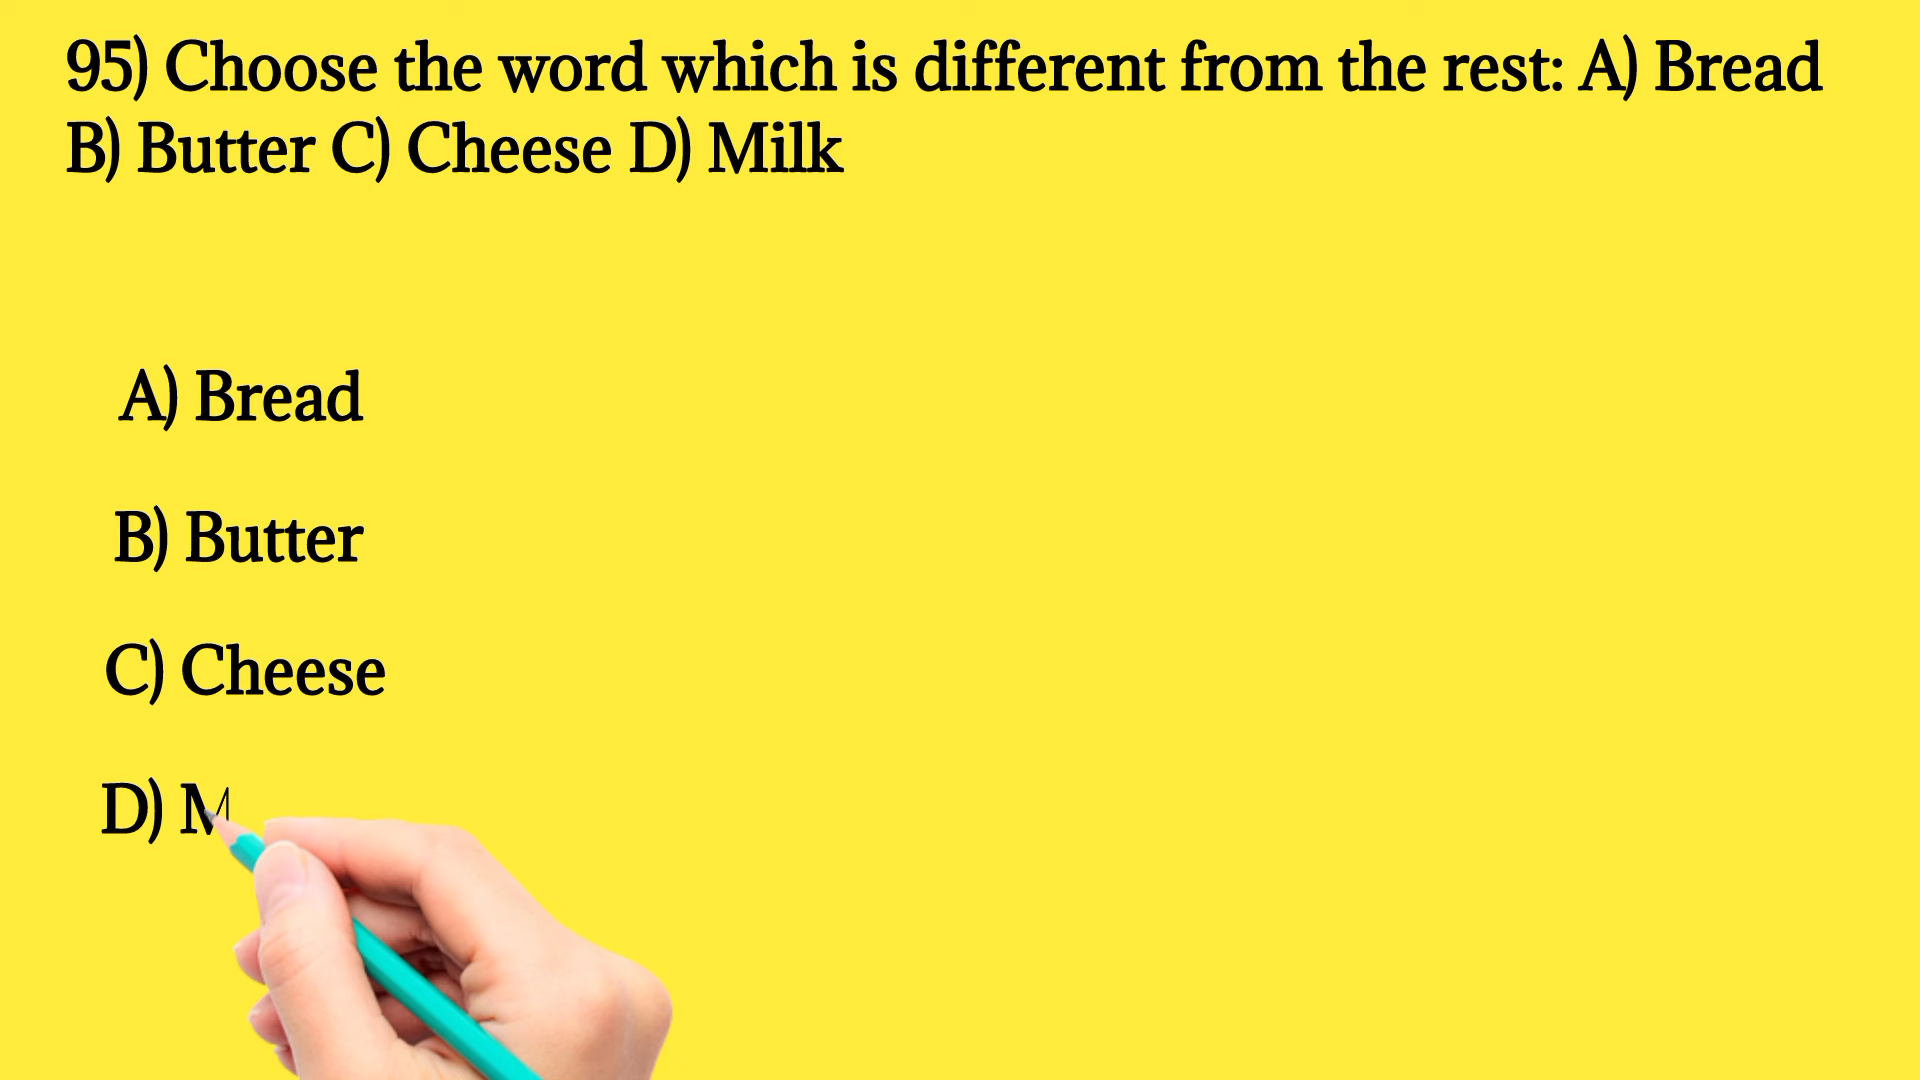 95) Choose the word which is different from the rest: A) Bread
B) Butter C) Cheese D) Milk
A) Bread
B) Butter
C) Cheese
D) M